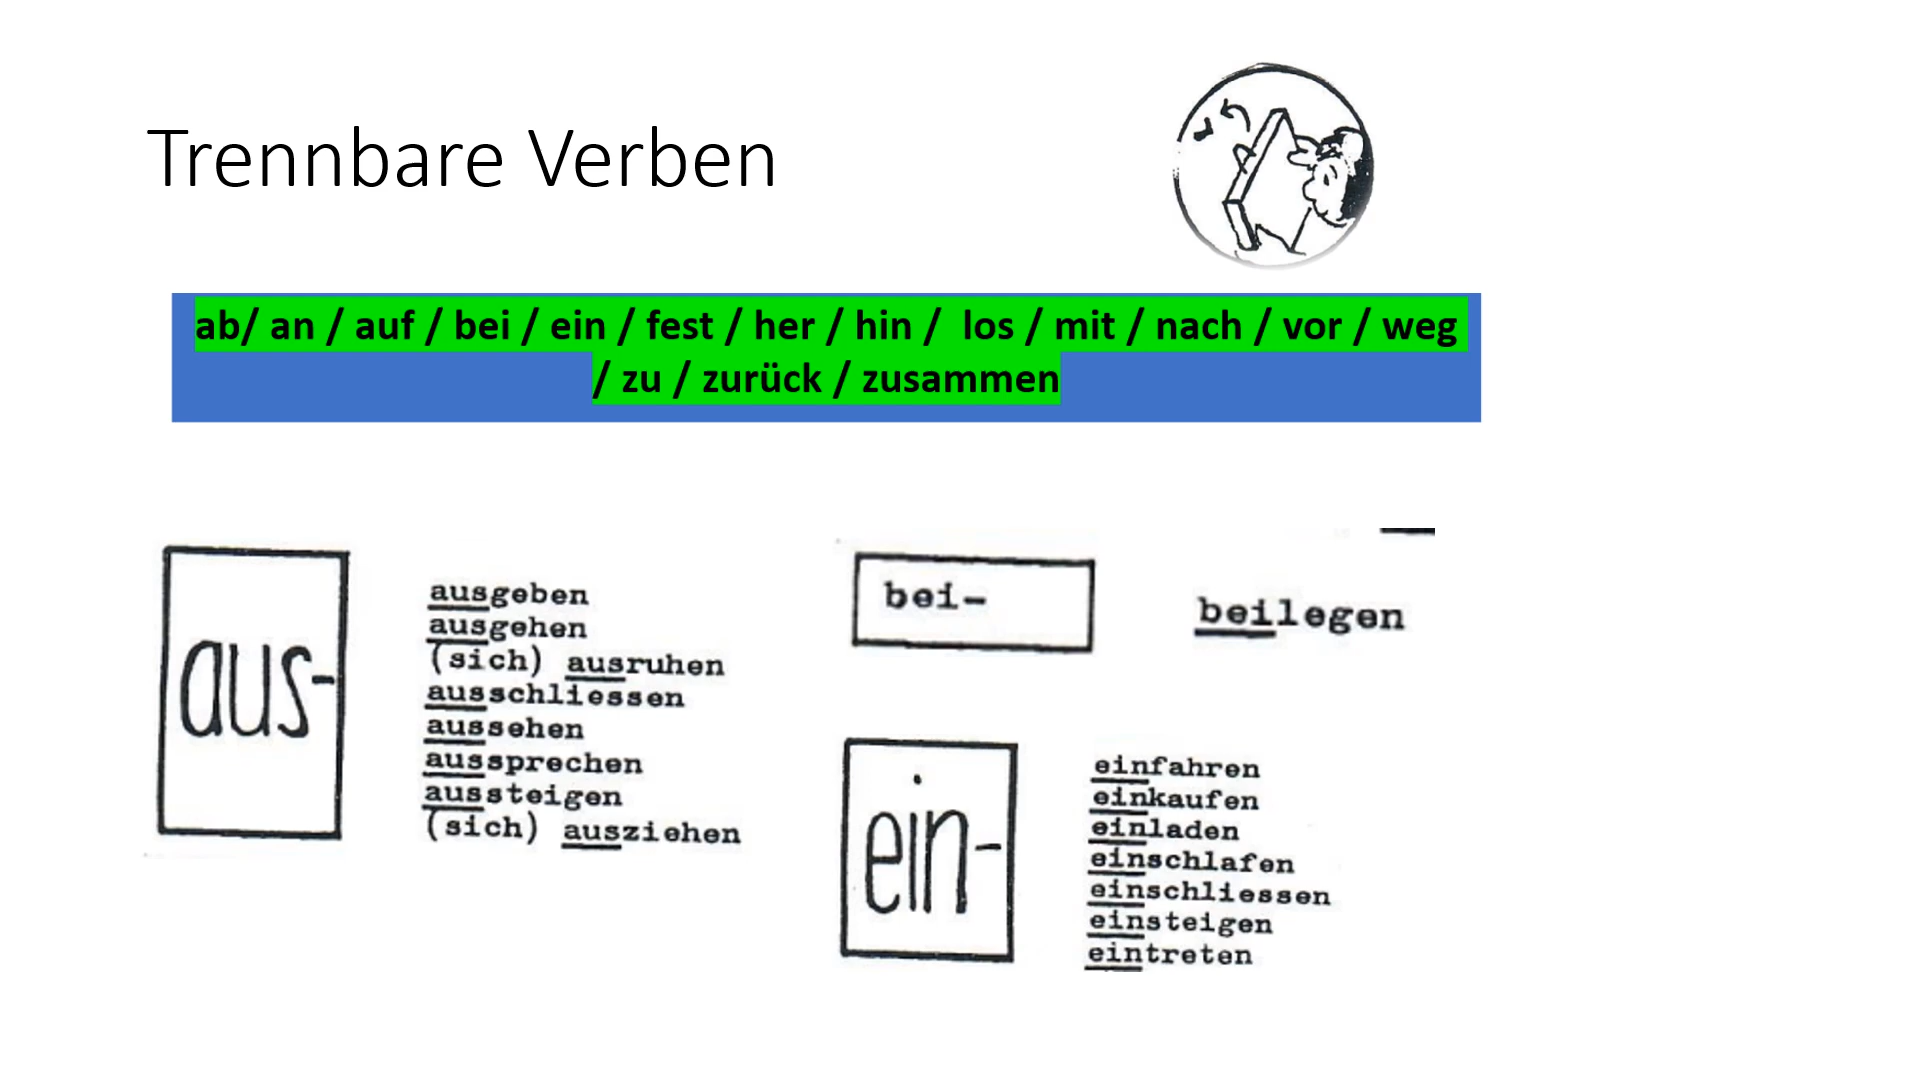 Trennbare Verben
ab/ an / auf / bei / ein / fest / her / hin /  los / mit / nach / vor / weg
/ zu / zurück / zusammen
aus-
ausgeben
ausgehen
(sich) ausruhen
ausschliessen
aussehen
aussprechen
aussteigen
(sich) ausziehen
bei-
beilegen
ein-
einfahren
einkaufen
einladen
einschlafen
einschliessen
einsteigen
eintreten